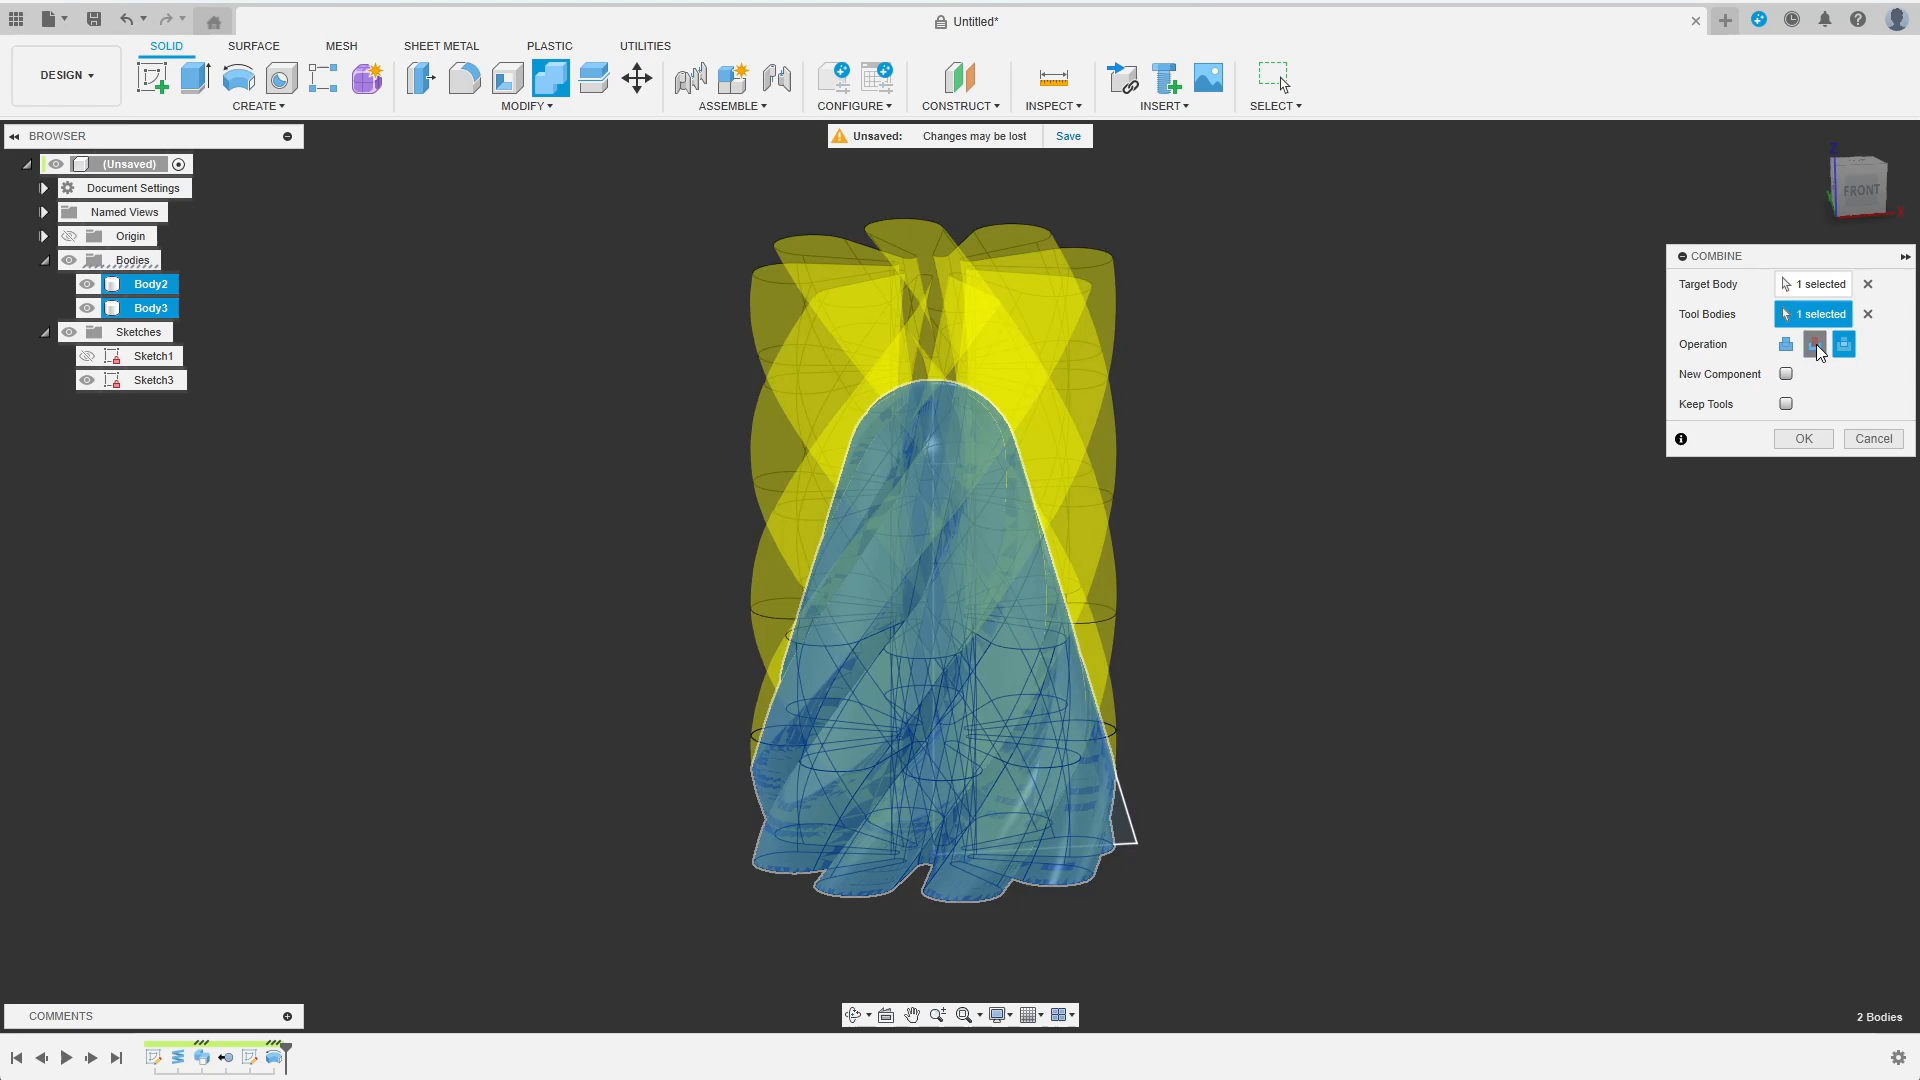 Untitled*
DESIGN
SOLID
SURFACE
MESH
SHEET METAL
PLASTIC
UTILITIES
CREATE
MODIFY
ASSEMBLE
CONFIGURE
CONSTRUCT
INSPECT
INSERT
SELECT
BROWSER
(Unsaved)
Document Settings
Named Views
Origin
Bodies
Body2
Body3
Sketches
Sketch1
Sketch3
Unsaved: Changes may be lost Save
Z
FRONT
X
COMBINE
Target Body 1 selected
Tool Bodies 1 selected
Operation
New Component
Keep Tools
OK Cancel
COMMENTS
2 Bodies